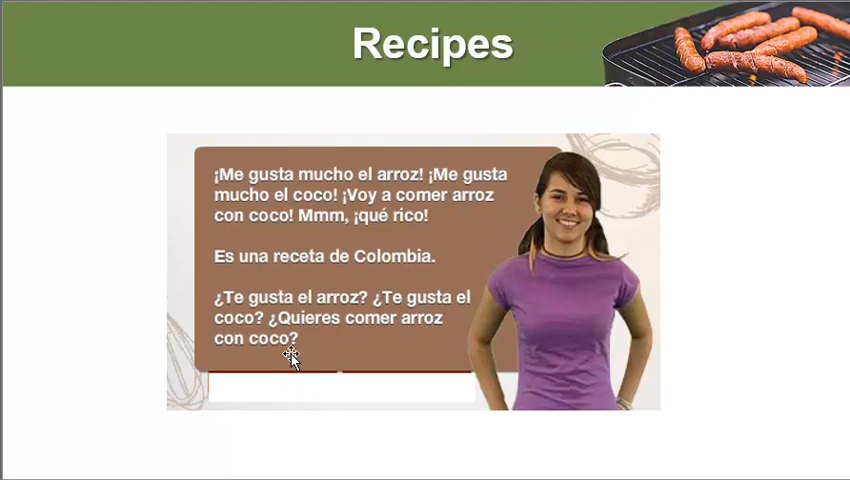 Recipes
¡Me gusta mucho el arroz! ¡Me gusta
mucho el coco! ¡Voy a comer arroz
con coco! Mmm, ¡qué rico!
Es una receta de Colombia.
¿Te gusta el arroz? ¿Te gusta el
coco? ¿Quieres comer arroz
con coco?